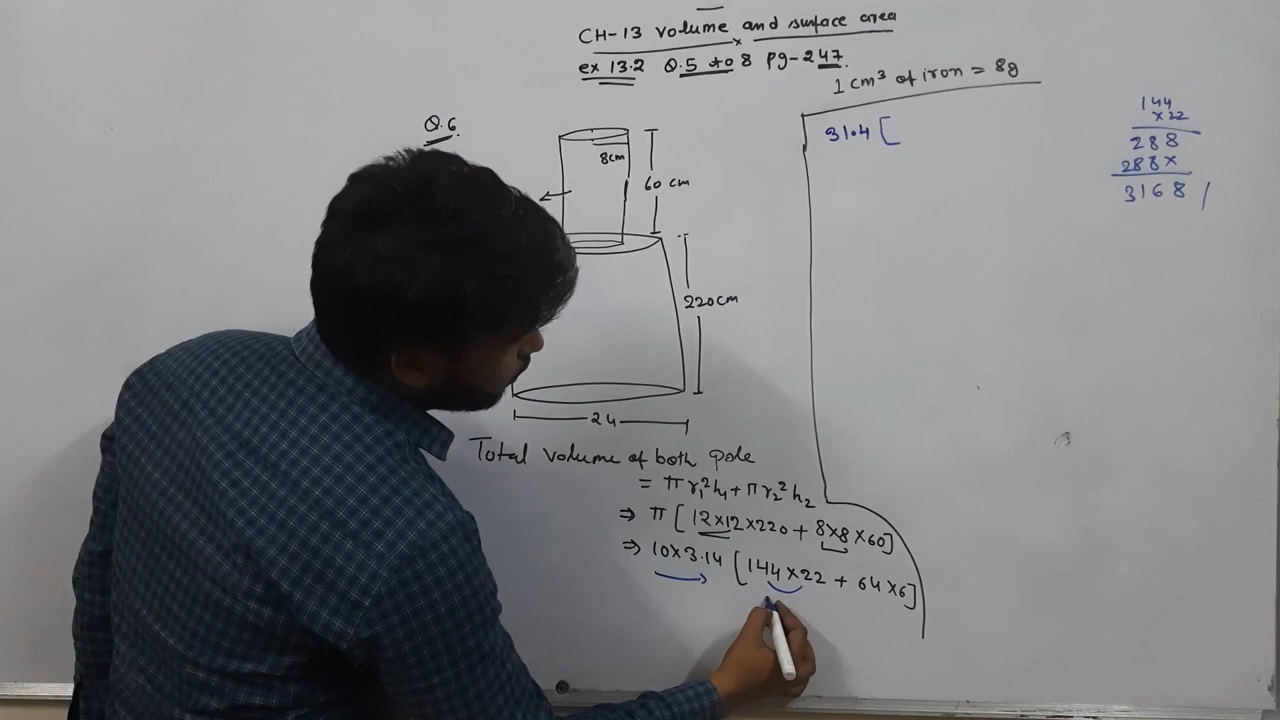 CH-13 volume and surface area
ex 13.2 Q.5 to 8 pg-247.
1 cm³ of iron = 8g
Q.6
8cm
60 cm
220cm
24
Total volume of both pole
= πr₁²h₁ + πr₂²h₂
⇒ π[12×12×220 + 8×8×60]
⇒ 10×3.14 [144×22 + 64×6]
31.4 [
144
×22
288
288×
3168